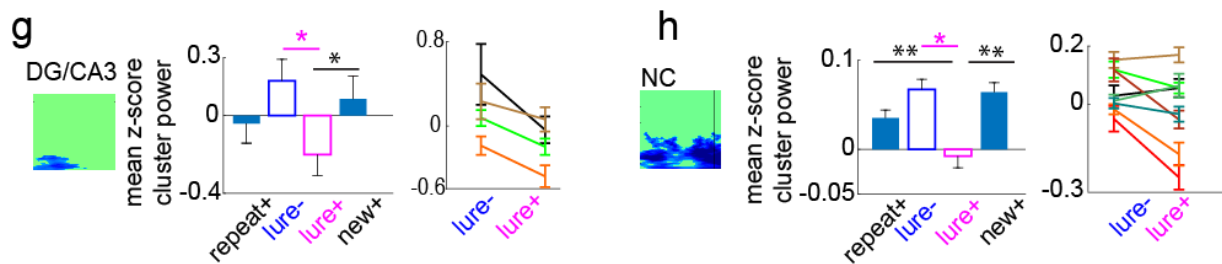 g
DG/CA3
mean z-score
cluster power
0.3
0
-0.4
*
*
repeat+
lure-
lure+
new+
0.8
0
-0.6
lure-
lure+
h
NC
mean z-score
cluster power
0.1
0
-0.05
**
*
**
repeat+
lure-
lure+
new+
0.2
0
-0.3
lure-
lure+